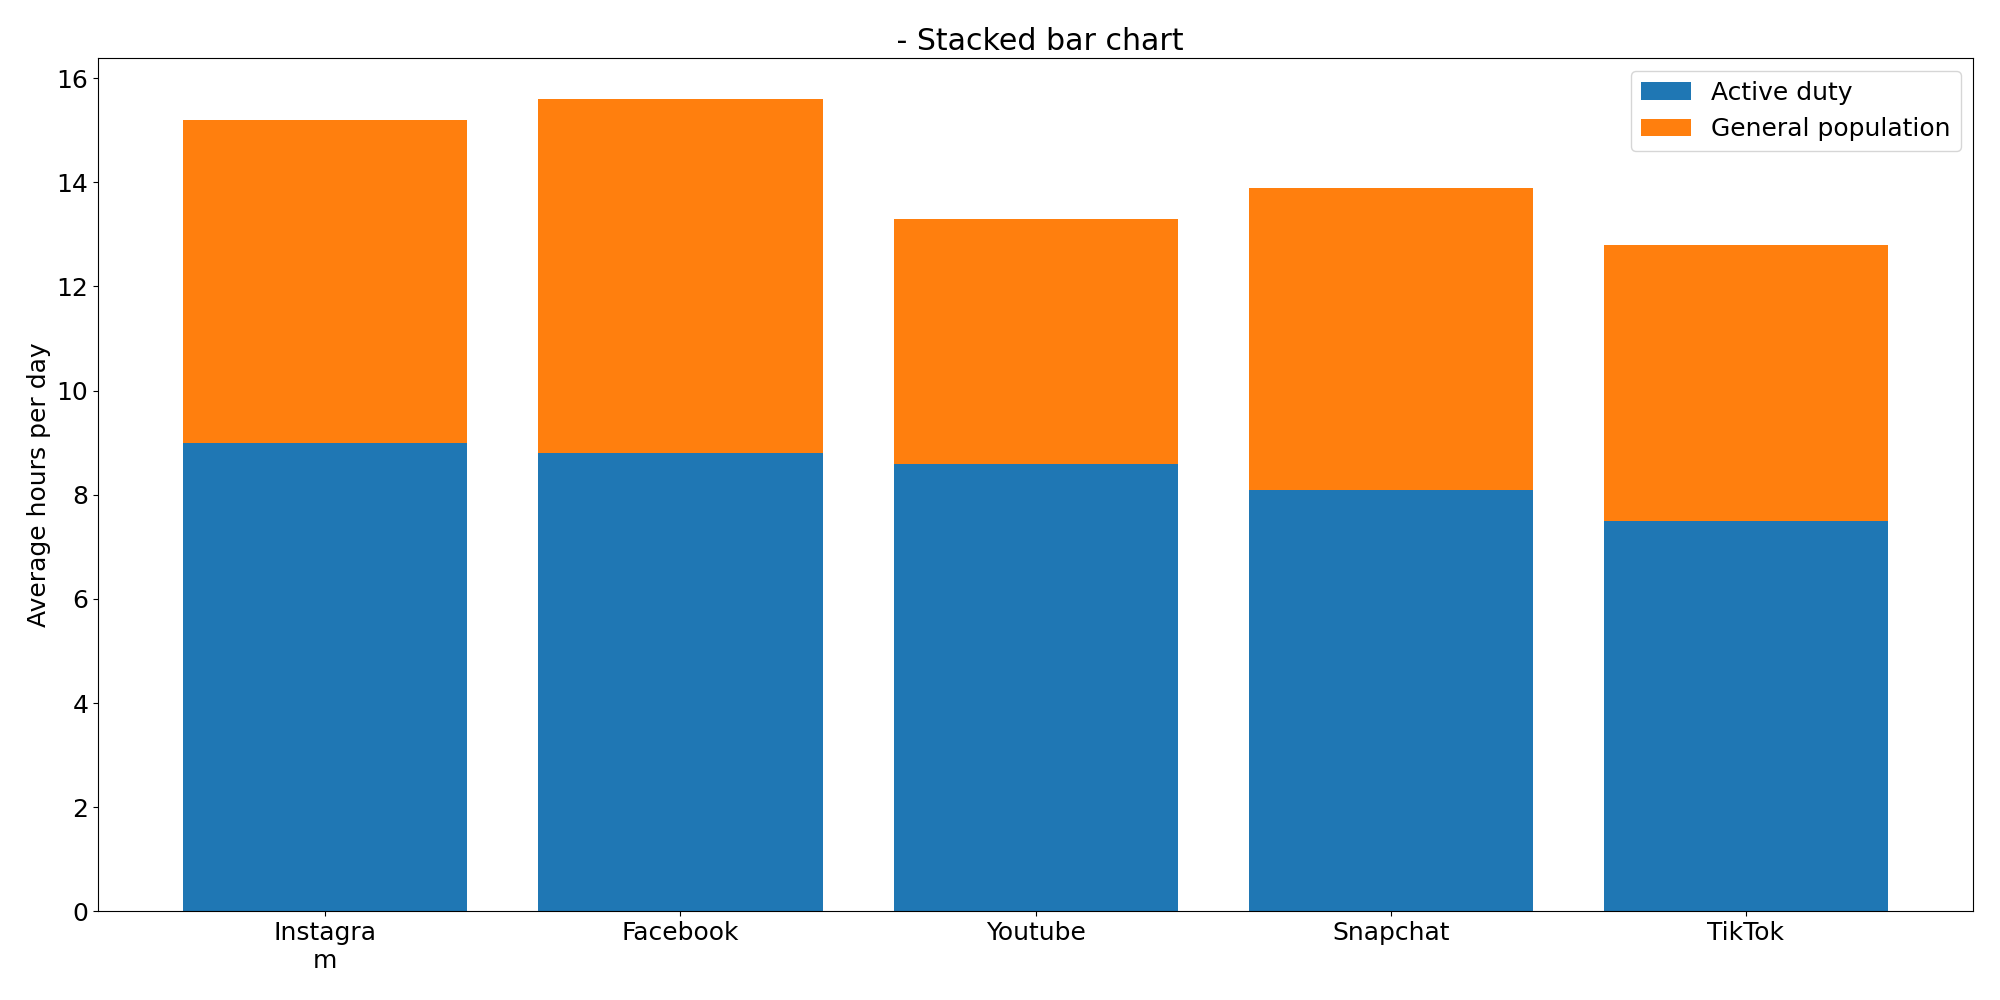 - Stacked bar chart
16
14
12
10
8
6
4
2
0
Average hours per day
Active duty
General population
Instagra
m
Facebook
Youtube
Snapchat
TikTok